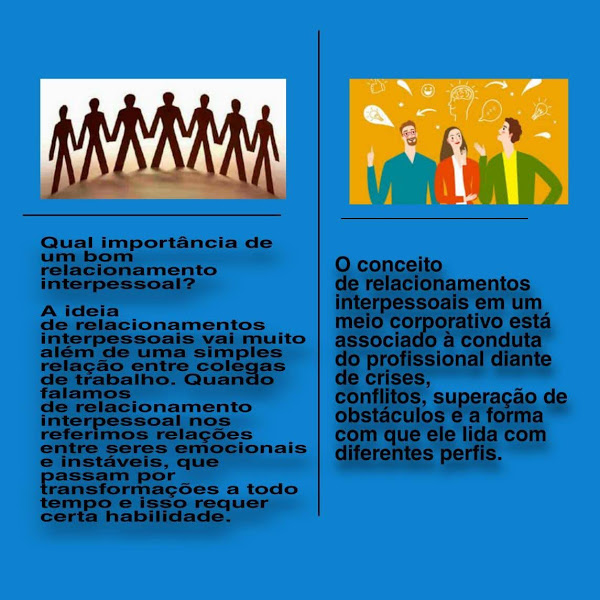 Qual importância de
um bom
relacionamento
interpessoal?
A ideia
de relacionamentos
interpessoais vai muito
além de uma simples
relação entre colegas
de trabalho. Quando
falamos
de relacionamento
interpessoal nos
referimos relações
entre seres emocionais
e instáveis, que
passam por
transformações a todo
tempo e isso requer
certa habilidade.
O conceito
de relacionamentos
interpessoais em um
meio corporativo está
associado à conduta
do profissional diante
de crises,
conflitos, superação de
obstáculos e a forma
com que ele lida com
diferentes perfis.